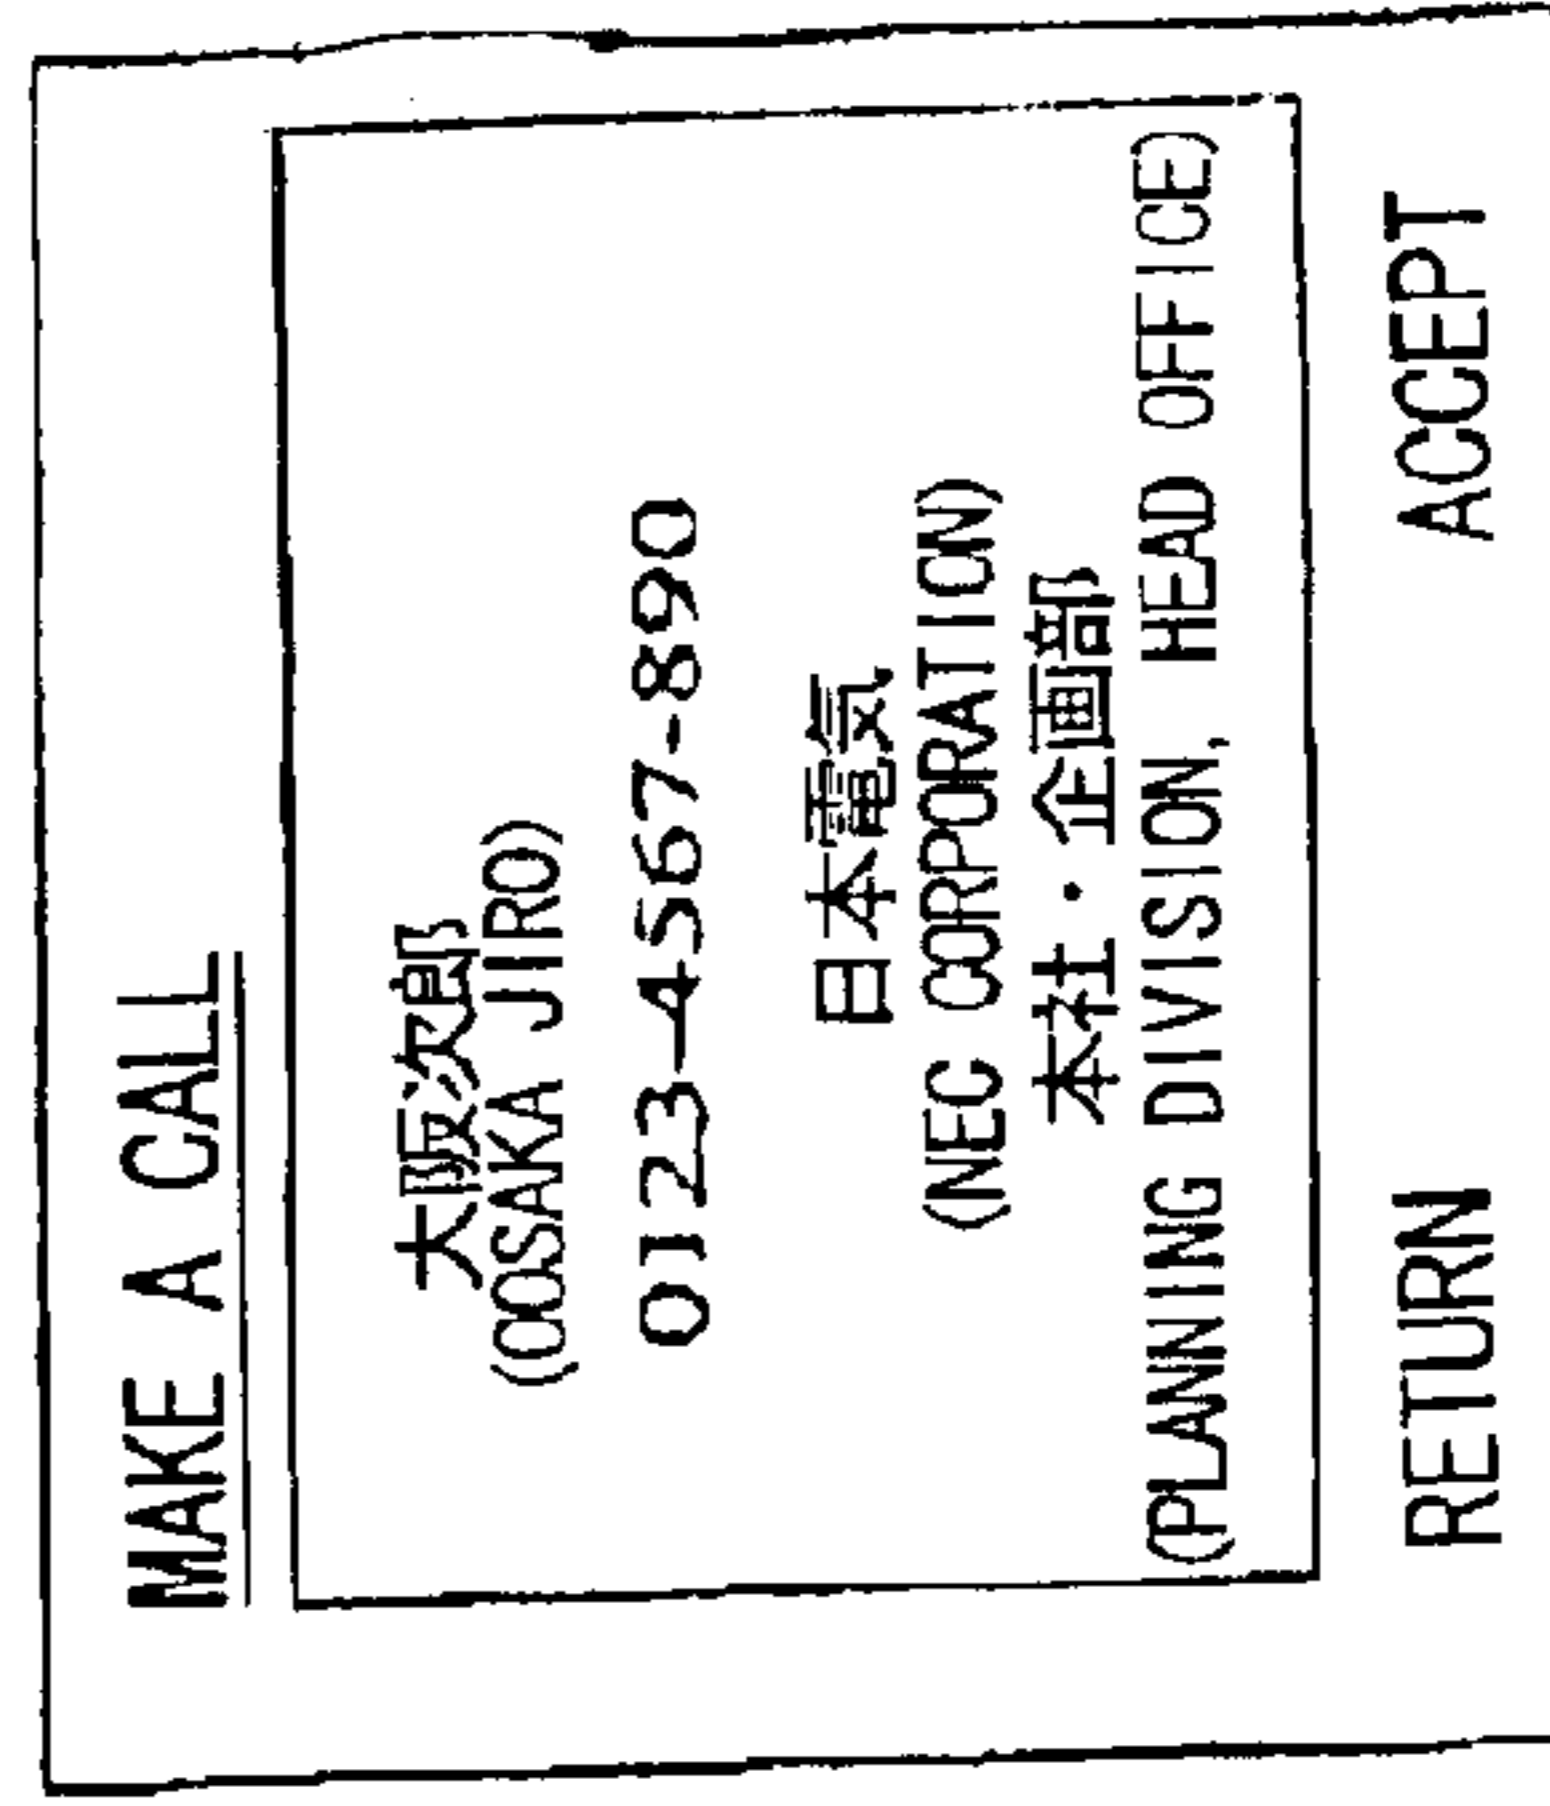 MAKE A CALL
大阪次郎
(OOSAKA JIRO)
0123-4567-890
日本電気
(NEC CORPORATION)
本社・企画部
(PLANNING DIVISION, HEAD OFFICE)
RETURN ACCEPT